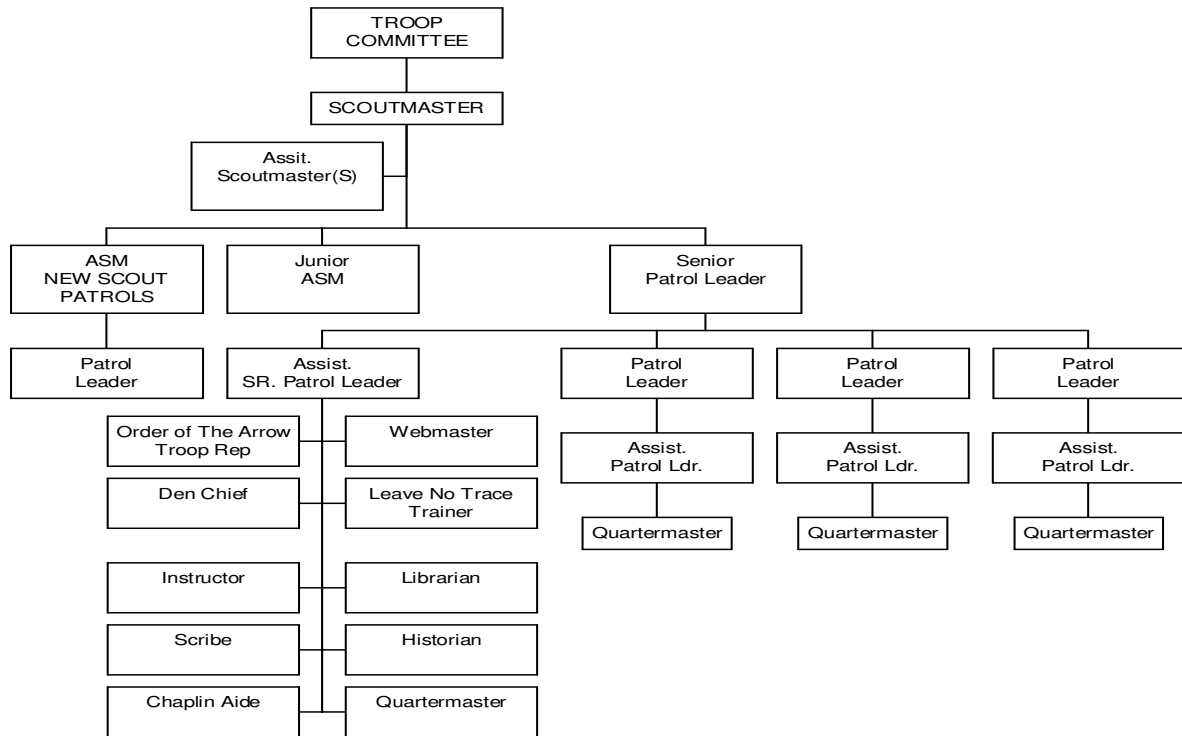 TROOP
COMMITTEE
SCOUTMASTER
Assit.
Scoutmaster(S)
ASM
NEW SCOUT
PATROLS
Junior
ASM
Senior
Patrol Leader
Patrol
Leader
Assist.
SR. Patrol Leader
Patrol
Leader
Patrol
Leader
Patrol
Leader
Order of The Arrow
Troop Rep
Webmaster
Assist.
Patrol Ldr.
Assist.
Patrol Ldr.
Assist.
Patrol Ldr.
Den Chief
Leave No Trace
Trainer
Quartermaster
Quartermaster
Quartermaster
Instructor
Librarian
Scribe
Historian
Chaplin Aide
Quartermaster